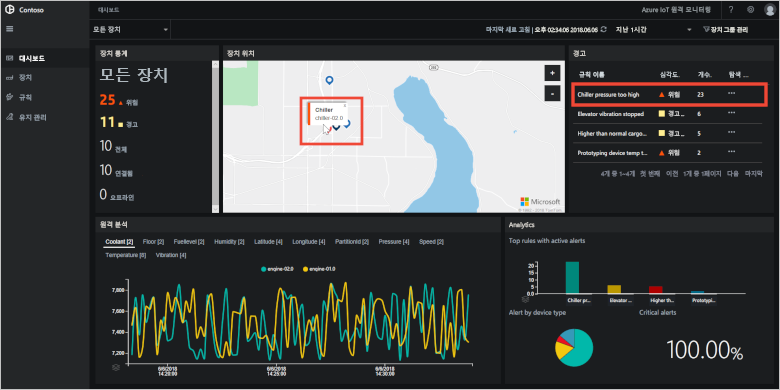 Contoso
대시보드
Azure IoT 원격 모니터링
?
모든 장치
마지막 새로 고침 | 오후 02:34:06 2018.06.06
지난 1시간
장치 그룹 관리
대시보드
장치
규칙
유지 관리
장치 통계
모든 장치
25 ▲ 위험
11 ■ 경고
10 전체
10 연결됨
0 오프라인
장치 위치
Chiller
chiller-02.0
+
-
Microsoft
경고
규칙 이름 심각도. 개수. 탐색 ...
Chiller pressure too high ▲ 위험 23 •••
Elevator vibration stopped ■ 경고... 6 •••
Higher than normal cargo... ■ 경고... 5 •••
Prototyping device temp t... ▲ 위험 2 •••
4개 중 1–4개 첫 번째 이전 1개 중 1페이지 다음 마지막
원격 분석
Coolant [2] Floor [2] Fuellevel [2] Humidity [2] Latitude [4] Longitude [4] PartitionId [2] Pressure [4] Speed [2]
Temperature [8] Vibration [4]
engine-02.0 engine-01.0
7,800
7,600
7,400
7,200
6/6/2018 14:20:00
6/6/2018 14:25:00
6/6/2018 14:30:00
Analytics
Top rules with active alerts
20
15
10
5
0
Chiller pr... Elevator ... Higher th... Prototypi...
Alert by device type
Critical alerts
100.00%